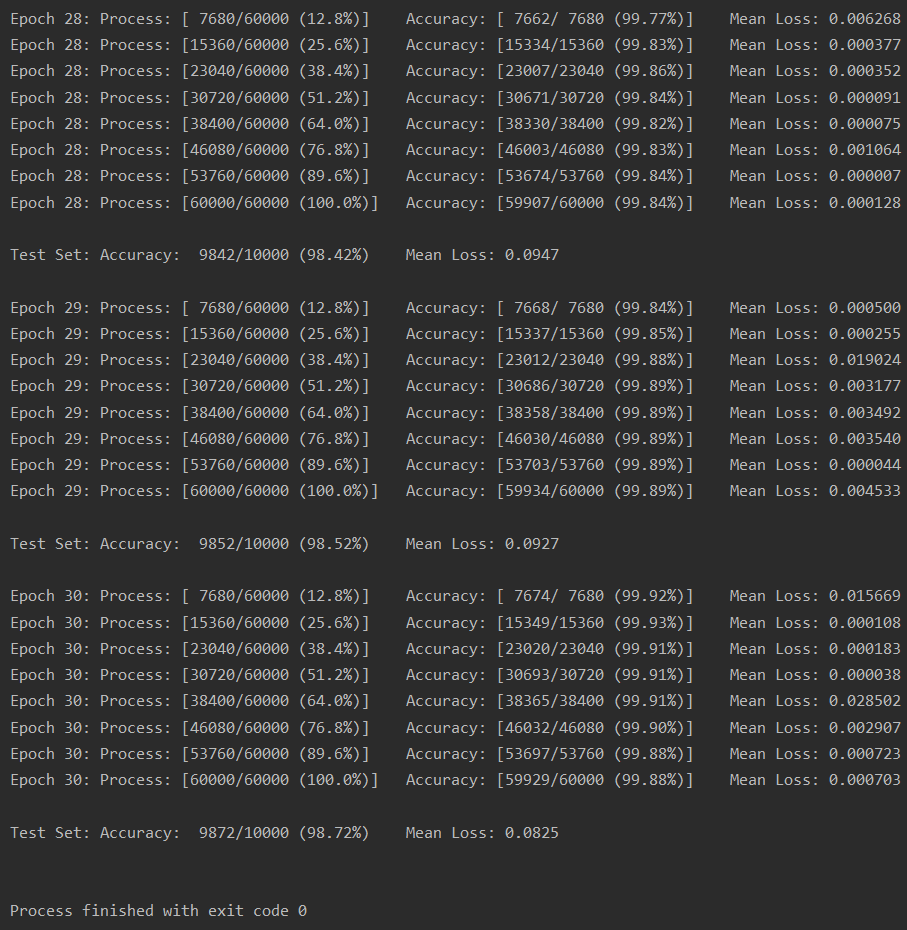 Epoch 28: Process: [ 7680/60000 (12.8%)]    Accuracy: [ 7662/ 7680 (99.77%)]    Mean Loss: 0.006268
Epoch 28: Process: [15360/60000 (25.6%)]    Accuracy: [15334/15360 (99.83%)]    Mean Loss: 0.000377
Epoch 28: Process: [23040/60000 (38.4%)]    Accuracy: [23007/23040 (99.86%)]    Mean Loss: 0.000352
Epoch 28: Process: [30720/60000 (51.2%)]    Accuracy: [30671/30720 (99.84%)]    Mean Loss: 0.000091
Epoch 28: Process: [38400/60000 (64.0%)]    Accuracy: [38330/38400 (99.82%)]    Mean Loss: 0.000075
Epoch 28: Process: [46080/60000 (76.8%)]    Accuracy: [46003/46080 (99.83%)]    Mean Loss: 0.001064
Epoch 28: Process: [53760/60000 (89.6%)]    Accuracy: [53674/53760 (99.84%)]    Mean Loss: 0.000007
Epoch 28: Process: [60000/60000 (100.0%)]   Accuracy: [59907/60000 (99.84%)]    Mean Loss: 0.000128
Test Set: Accuracy:  9842/10000 (98.42%)    Mean Loss: 0.0947
Epoch 29: Process: [ 7680/60000 (12.8%)]    Accuracy: [ 7668/ 7680 (99.84%)]    Mean Loss: 0.000500
Epoch 29: Process: [15360/60000 (25.6%)]    Accuracy: [15337/15360 (99.85%)]    Mean Loss: 0.000255
Epoch 29: Process: [23040/60000 (38.4%)]    Accuracy: [23012/23040 (99.88%)]    Mean Loss: 0.019024
Epoch 29: Process: [30720/60000 (51.2%)]    Accuracy: [30686/30720 (99.89%)]    Mean Loss: 0.003177
Epoch 29: Process: [38400/60000 (64.0%)]    Accuracy: [38358/38400 (99.89%)]    Mean Loss: 0.003492
Epoch 29: Process: [46080/60000 (76.8%)]    Accuracy: [46030/46080 (99.89%)]    Mean Loss: 0.003540
Epoch 29: Process: [53760/60000 (89.6%)]    Accuracy: [53703/53760 (99.89%)]    Mean Loss: 0.000044
Epoch 29: Process: [60000/60000 (100.0%)]   Accuracy: [59934/60000 (99.89%)]    Mean Loss: 0.004533
Test Set: Accuracy:  9852/10000 (98.52%)    Mean Loss: 0.0927
Epoch 30: Process: [ 7680/60000 (12.8%)]    Accuracy: [ 7674/ 7680 (99.92%)]    Mean Loss: 0.015669
Epoch 30: Process: [15360/60000 (25.6%)]    Accuracy: [15349/15360 (99.93%)]    Mean Loss: 0.000108
Epoch 30: Process: [23040/60000 (38.4%)]    Accuracy: [23020/23040 (99.91%)]    Mean Loss: 0.000183
Epoch 30: Process: [30720/60000 (51.2%)]    Accuracy: [30693/30720 (99.91%)]    Mean Loss: 0.000038
Epoch 30: Process: [38400/60000 (64.0%)]    Accuracy: [38365/38400 (99.91%)]    Mean Loss: 0.028502
Epoch 30: Process: [46080/60000 (76.8%)]    Accuracy: [46032/46080 (99.90%)]    Mean Loss: 0.002907
Epoch 30: Process: [53760/60000 (89.6%)]    Accuracy: [53697/53760 (99.88%)]    Mean Loss: 0.000723
Epoch 30: Process: [60000/60000 (100.0%)]   Accuracy: [59929/60000 (99.88%)]    Mean Loss: 0.000703
Test Set: Accuracy:  9872/10000 (98.72%)    Mean Loss: 0.0825
Process finished with exit code 0